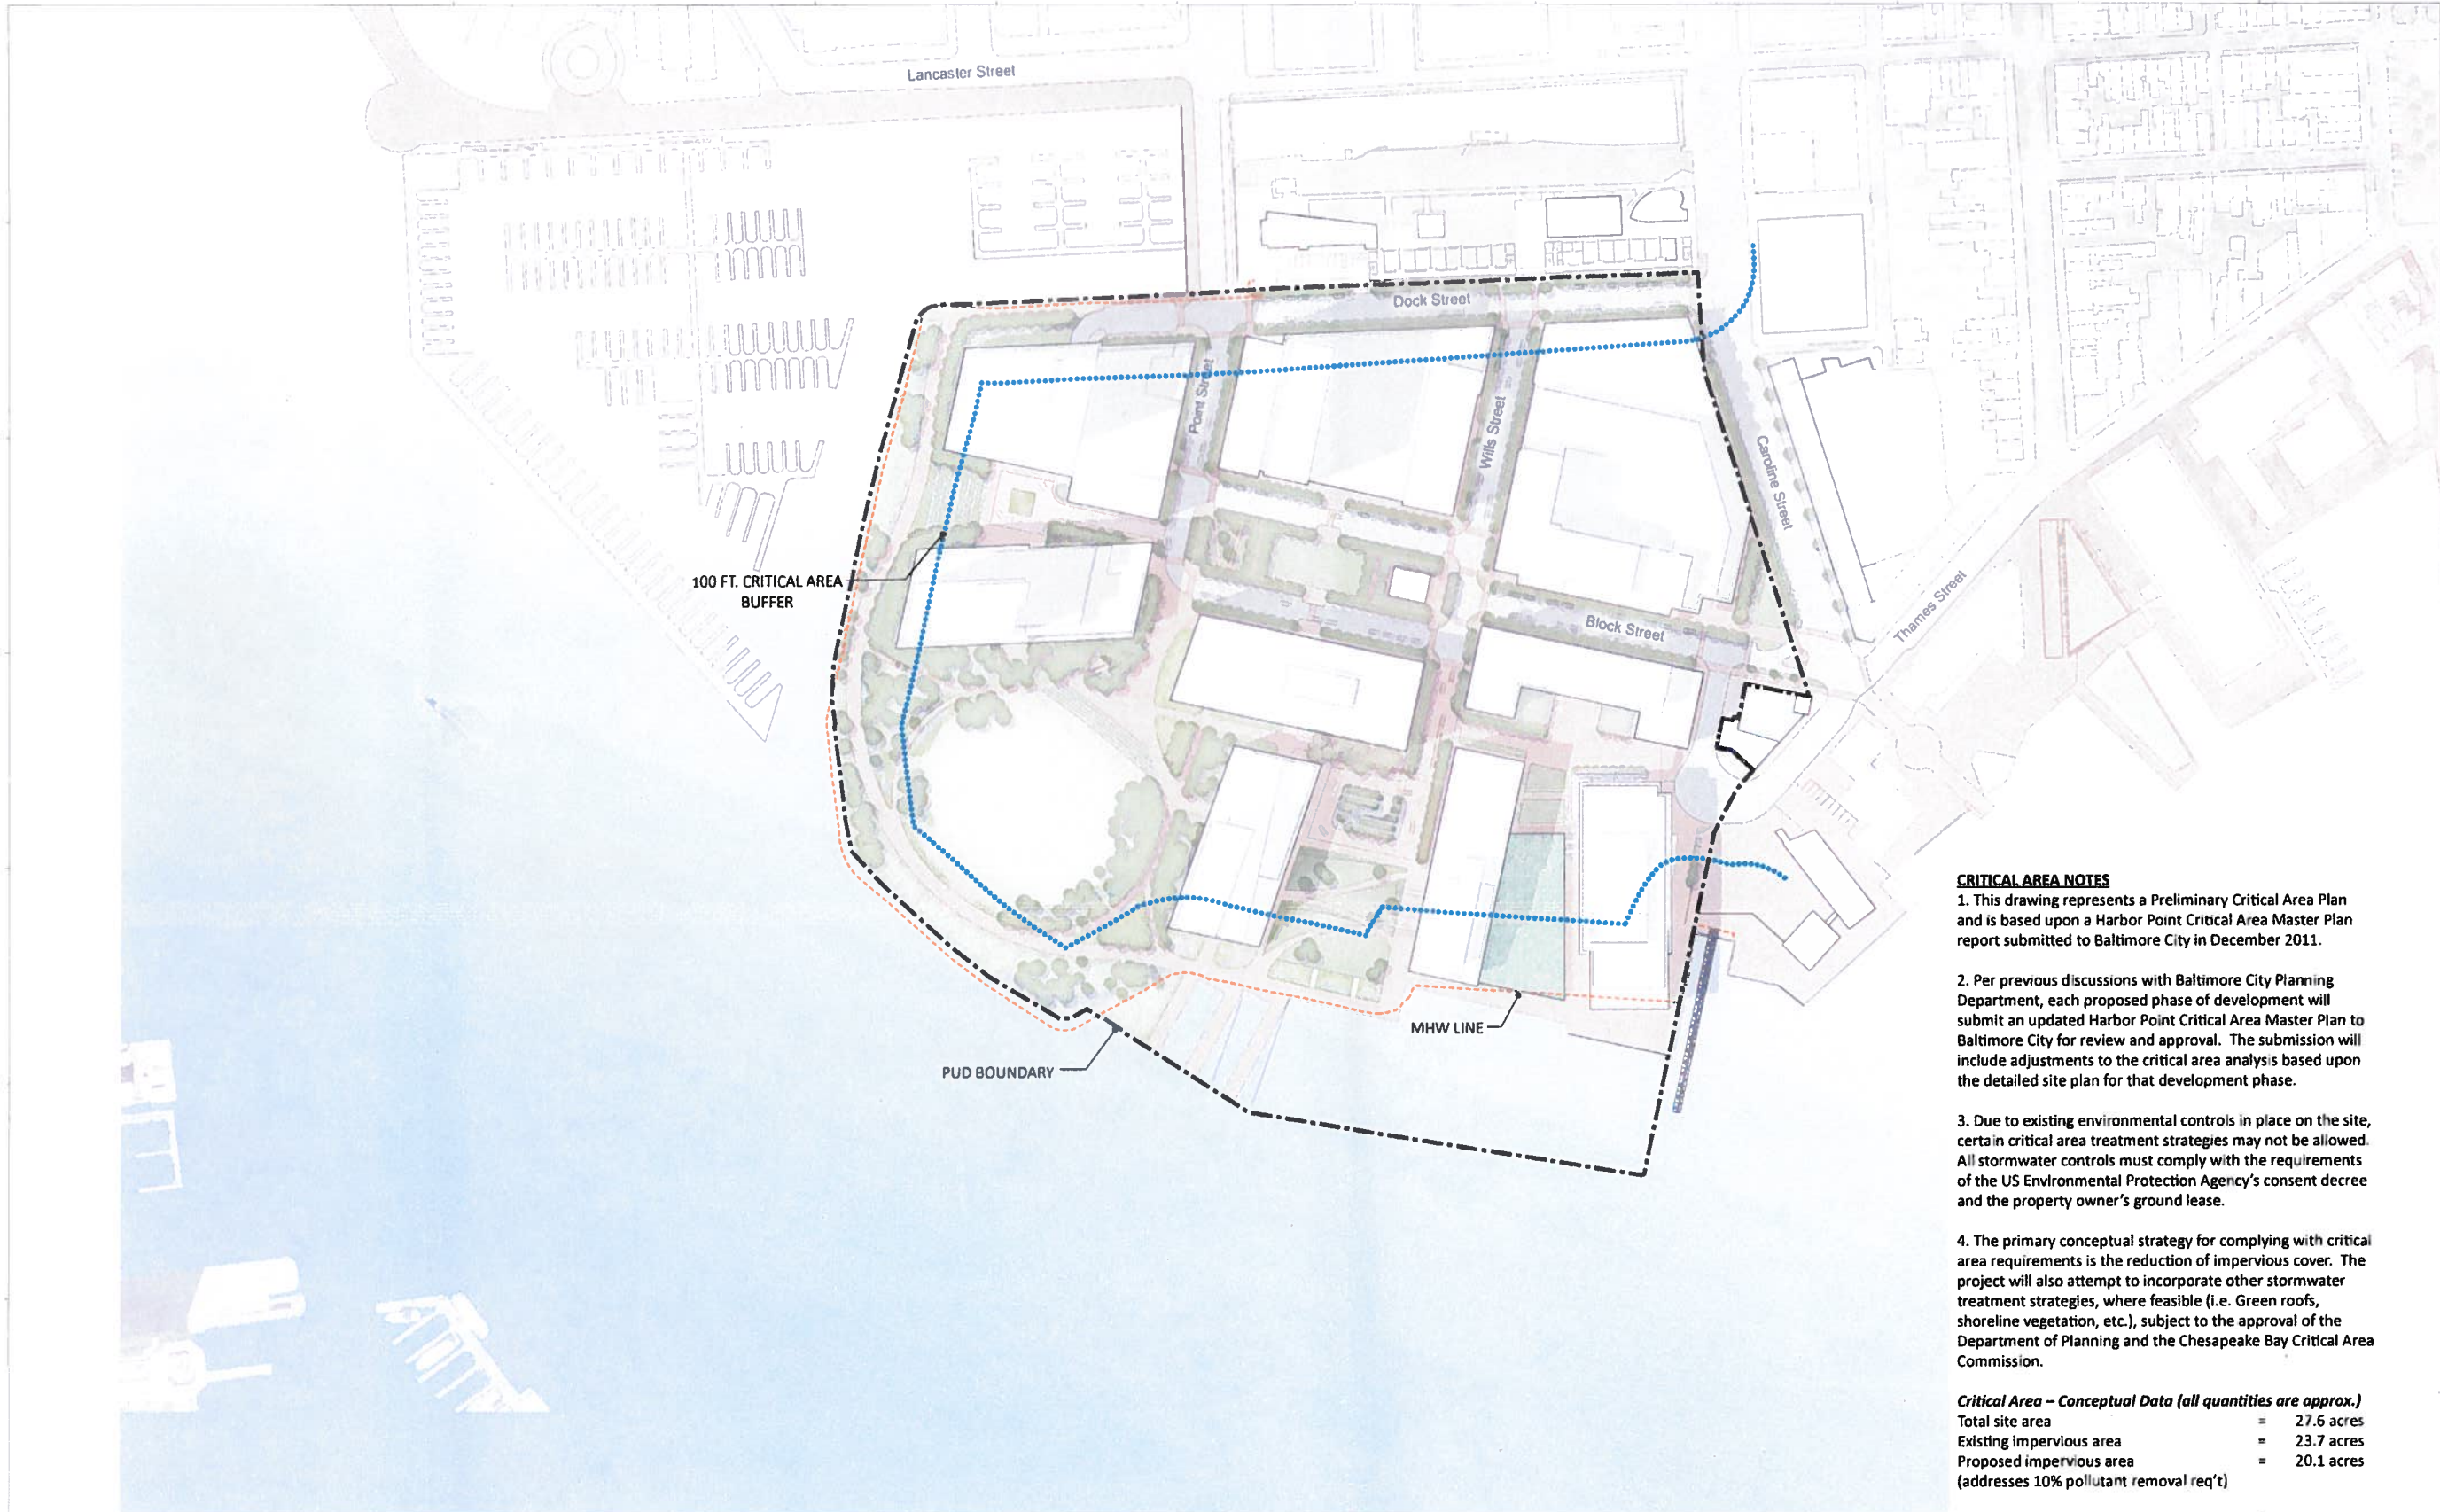 Lancaster Street
Dock Street
Point Street
Wills Street
Caroline Street
Block Street
Thames Street
100 FT. CRITICAL AREA
BUFFER
MHW LINE
PUD BOUNDARY
CRITICAL AREA NOTES
1. This drawing represents a Preliminary Critical Area Plan
and is based upon a Harbor Point Critical Area Master Plan
report submitted to Baltimore City in December 2011.
2. Per previous discussions with Baltimore City Planning
Department, each proposed phase of development will
submit an updated Harbor Point Critical Area Master Plan to
Baltimore City for review and approval. The submission will
include adjustments to the critical area analysis based upon
the detailed site plan for that development phase.
3. Due to existing environmental controls in place on the site,
certain critical area treatment strategies may not be allowed.
All stormwater controls must comply with the requirements
of the US Environmental Protection Agency's consent decree
and the property owner's ground lease.
4. The primary conceptual strategy for complying with critical
area requirements is the reduction of impervious cover. The
project will also attempt to incorporate other stormwater
treatment strategies, where feasible (i.e. Green roofs,
shoreline vegetation, etc.), subject to the approval of the
Department of Planning and the Chesapeake Bay Critical Area
Commission.
Critical Area – Conceptual Data (all quantities are approx.)
Total site area = 27.6 acres
Existing impervious area = 23.7 acres
Proposed impervious area = 20.1 acres
(addresses 10% pollutant removal req't)